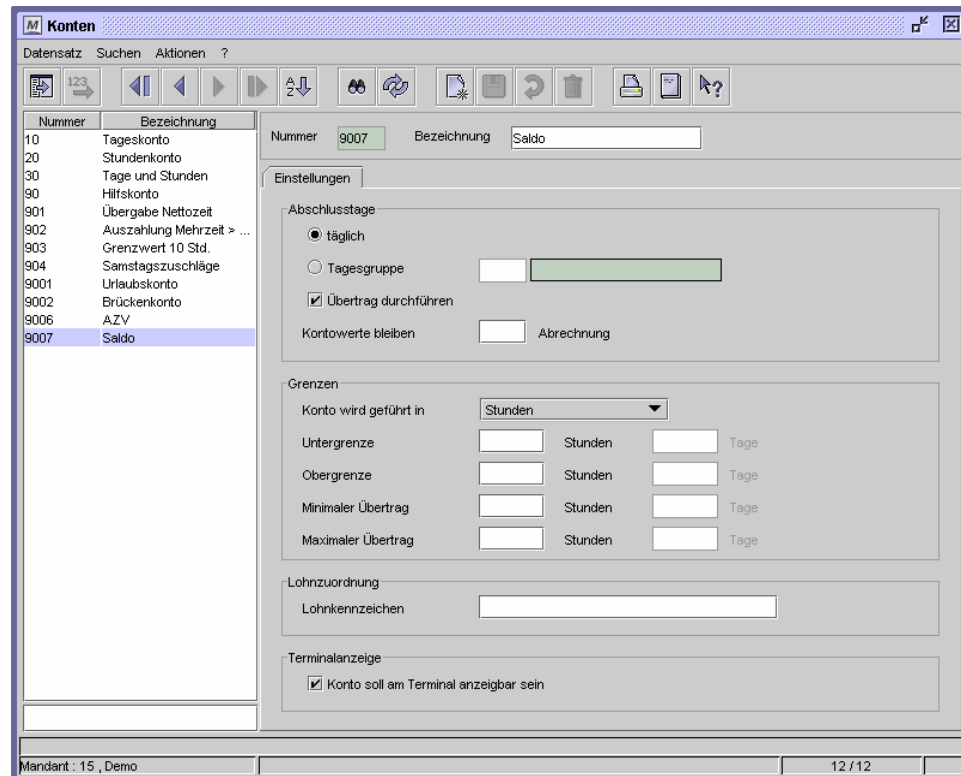 M Konten
Datensatz Suchen Aktionen ?
123
A Z
?
Nummer Bezeichnung
10 Tageskonto
20 Stundenkonto
30 Tage und Stunden
90 Hilfskonto
901 Übergabe Nettozeit
902 Auszahlung Mehrzeit > ...
903 Grenzwert 10 Std.
904 Samstagszuschläge
9001 Urlaubskonto
9002 Brückenkonto
9006 AZV
9007 Saldo
Nummer 9007 Bezeichnung Saldo
Einstellungen
Abschlusstage
täglich
Tagesgruppe
Übertrag durchführen
Kontowerte bleiben Abrechnung
Grenzen
Konto wird geführt in Stunden
Untergrenze Stunden Tage
Obergrenze Stunden Tage
Minimaler Übertrag Stunden Tage
Maximaler Übertrag Stunden Tage
Lohnzuordnung
Lohnkennzeichen
Terminalanzeige
Konto soll am Terminal anzeigbar sein
Mandant : 15 , Demo 12 / 12